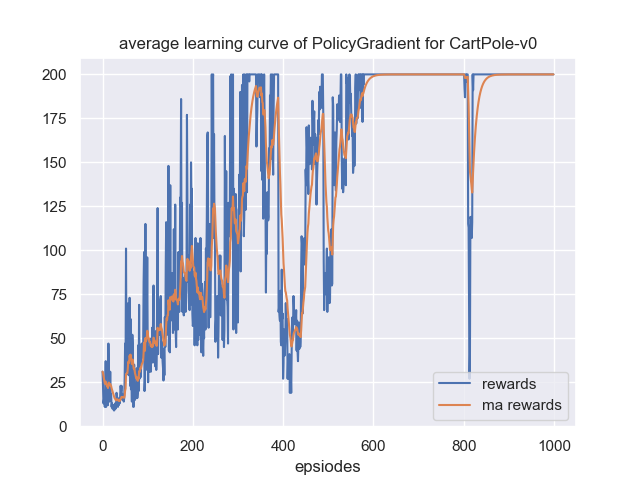 average learning curve of PolicyGradient for CartPole-v0
200
175
150
125
100
75
50
25
0
0 200 400 600 800 1000
epsiodes
rewards
ma rewards